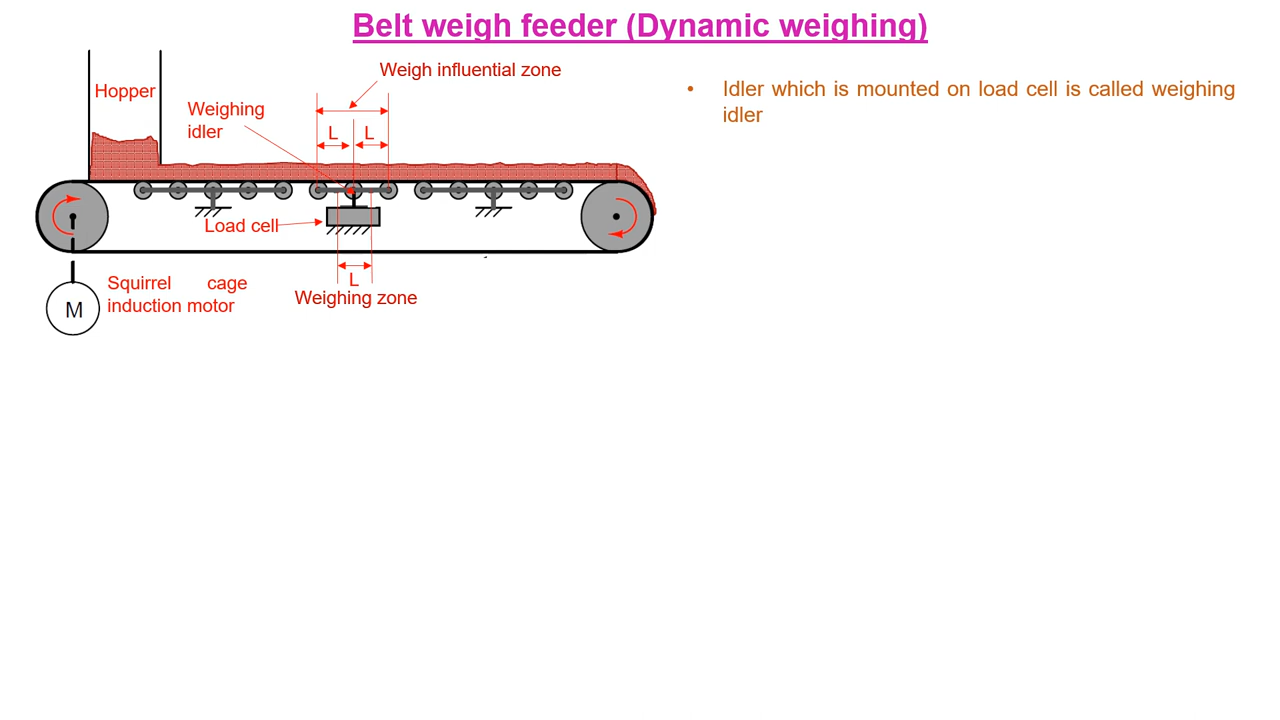 Belt weigh feeder (Dynamic weighing)
Weigh influential zone
Hopper
Weighing
idler
L L
• Idler which is mounted on load cell is called weighing
idler
Load cell
L
Weighing zone
Squirrel cage
induction motor
M